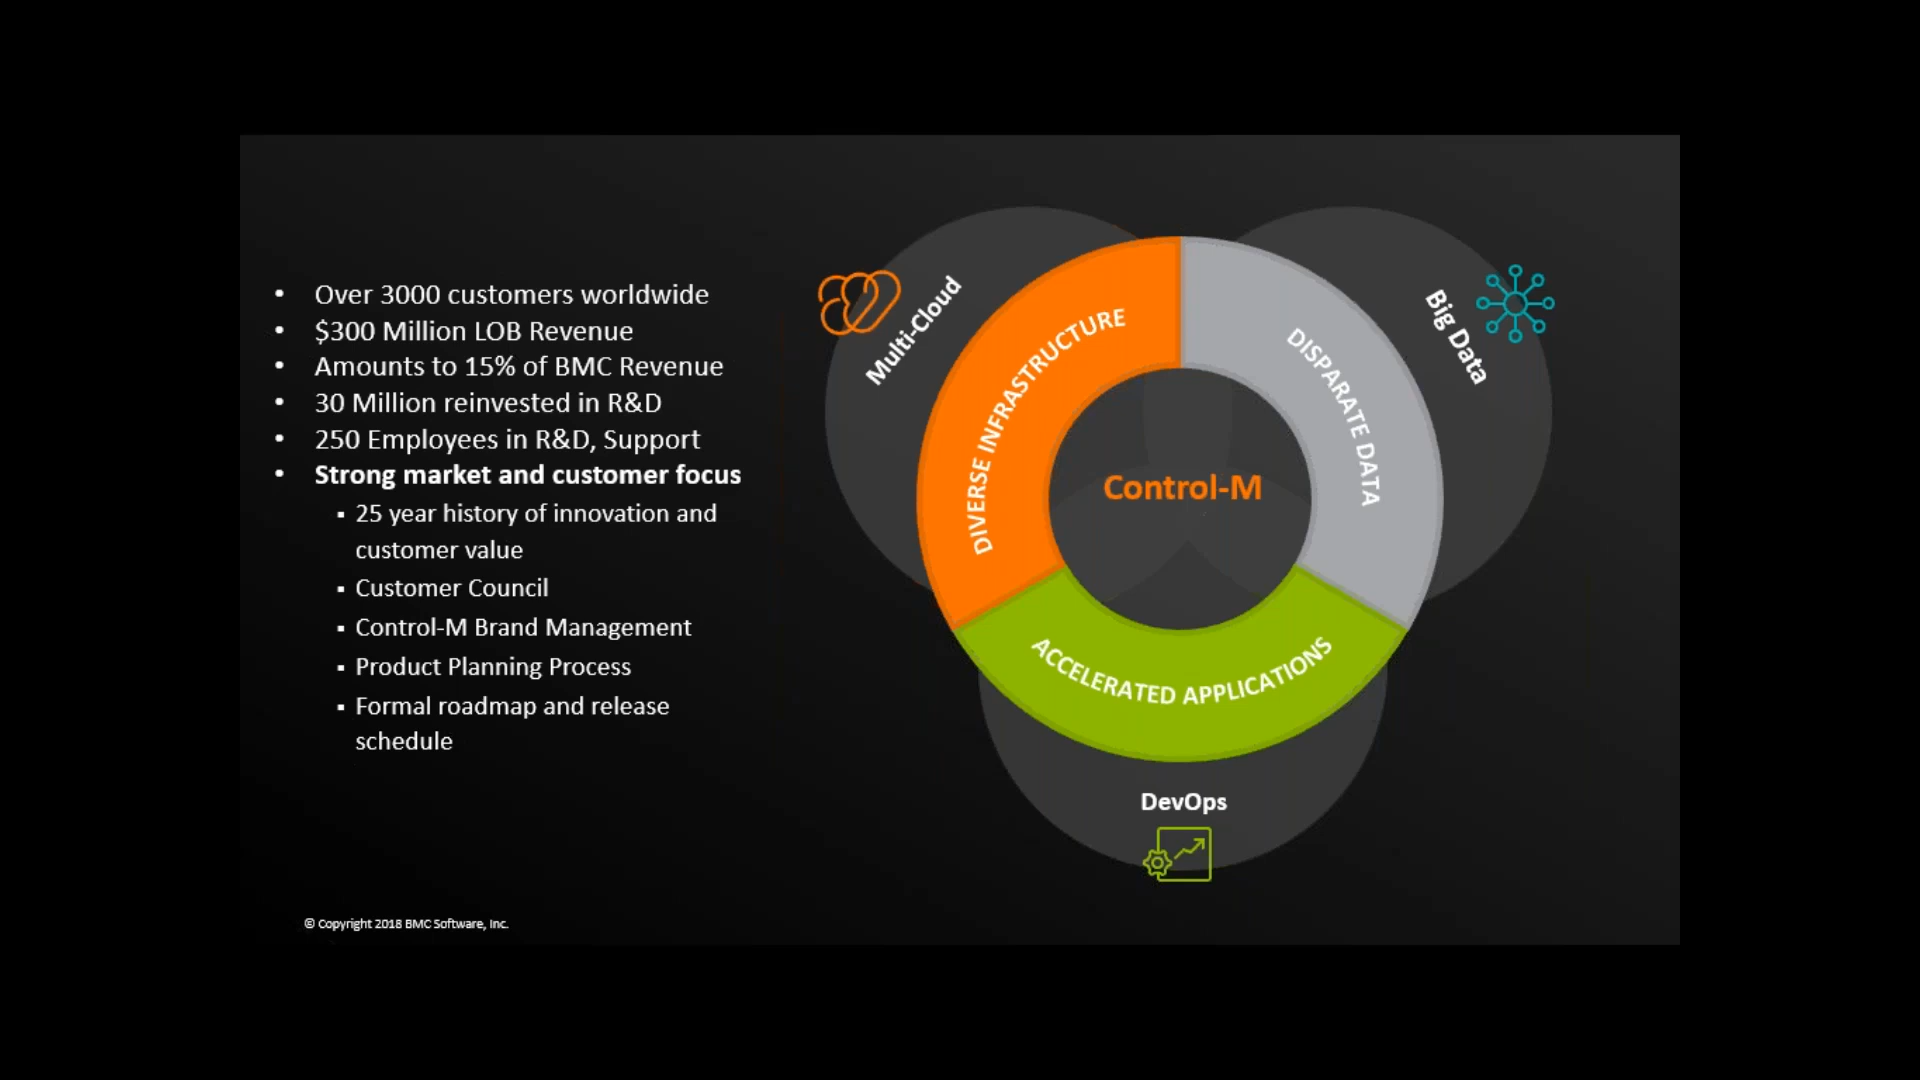 • Over 3000 customers worldwide
• $300 Million LOB Revenue
• Amounts to 15% of BMC Revenue
• 30 Million reinvested in R&D
• 250 Employees in R&D, Support
• Strong market and customer focus
▪ 25 year history of innovation and
customer value
▪ Customer Council
▪ Control-M Brand Management
▪ Product Planning Process
▪ Formal roadmap and release
schedule
Multi-Cloud
Big Data
DIVERSE INFRASTRUCTURE
DISPARATE DATA
Control-M
ACCELERATED APPLICATIONS
DevOps
© Copyright 2018 BMC Software, Inc.